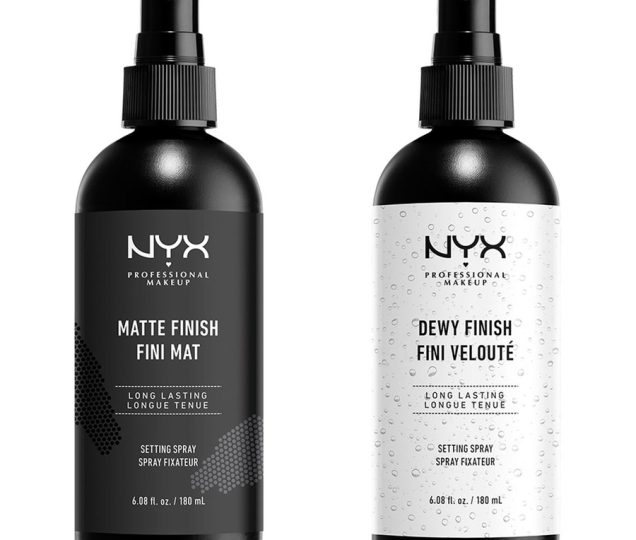 NYX
PROFESSIONAL
MAKEUP
MATTE FINISH
FINI MAT
LONG LASTING
LONGUE TENUE
SETTING SPRAY
SPRAY FIXATEUR
6.08 fl. oz. / 180 mL
NYX
PROFESSIONAL
MAKEUP
DEWY FINISH
FINI VELOUTÉ
LONG LASTING
LONGUE TENUE
SETTING SPRAY
SPRAY FIXATEUR
6.08 fl. oz. / 180 mL